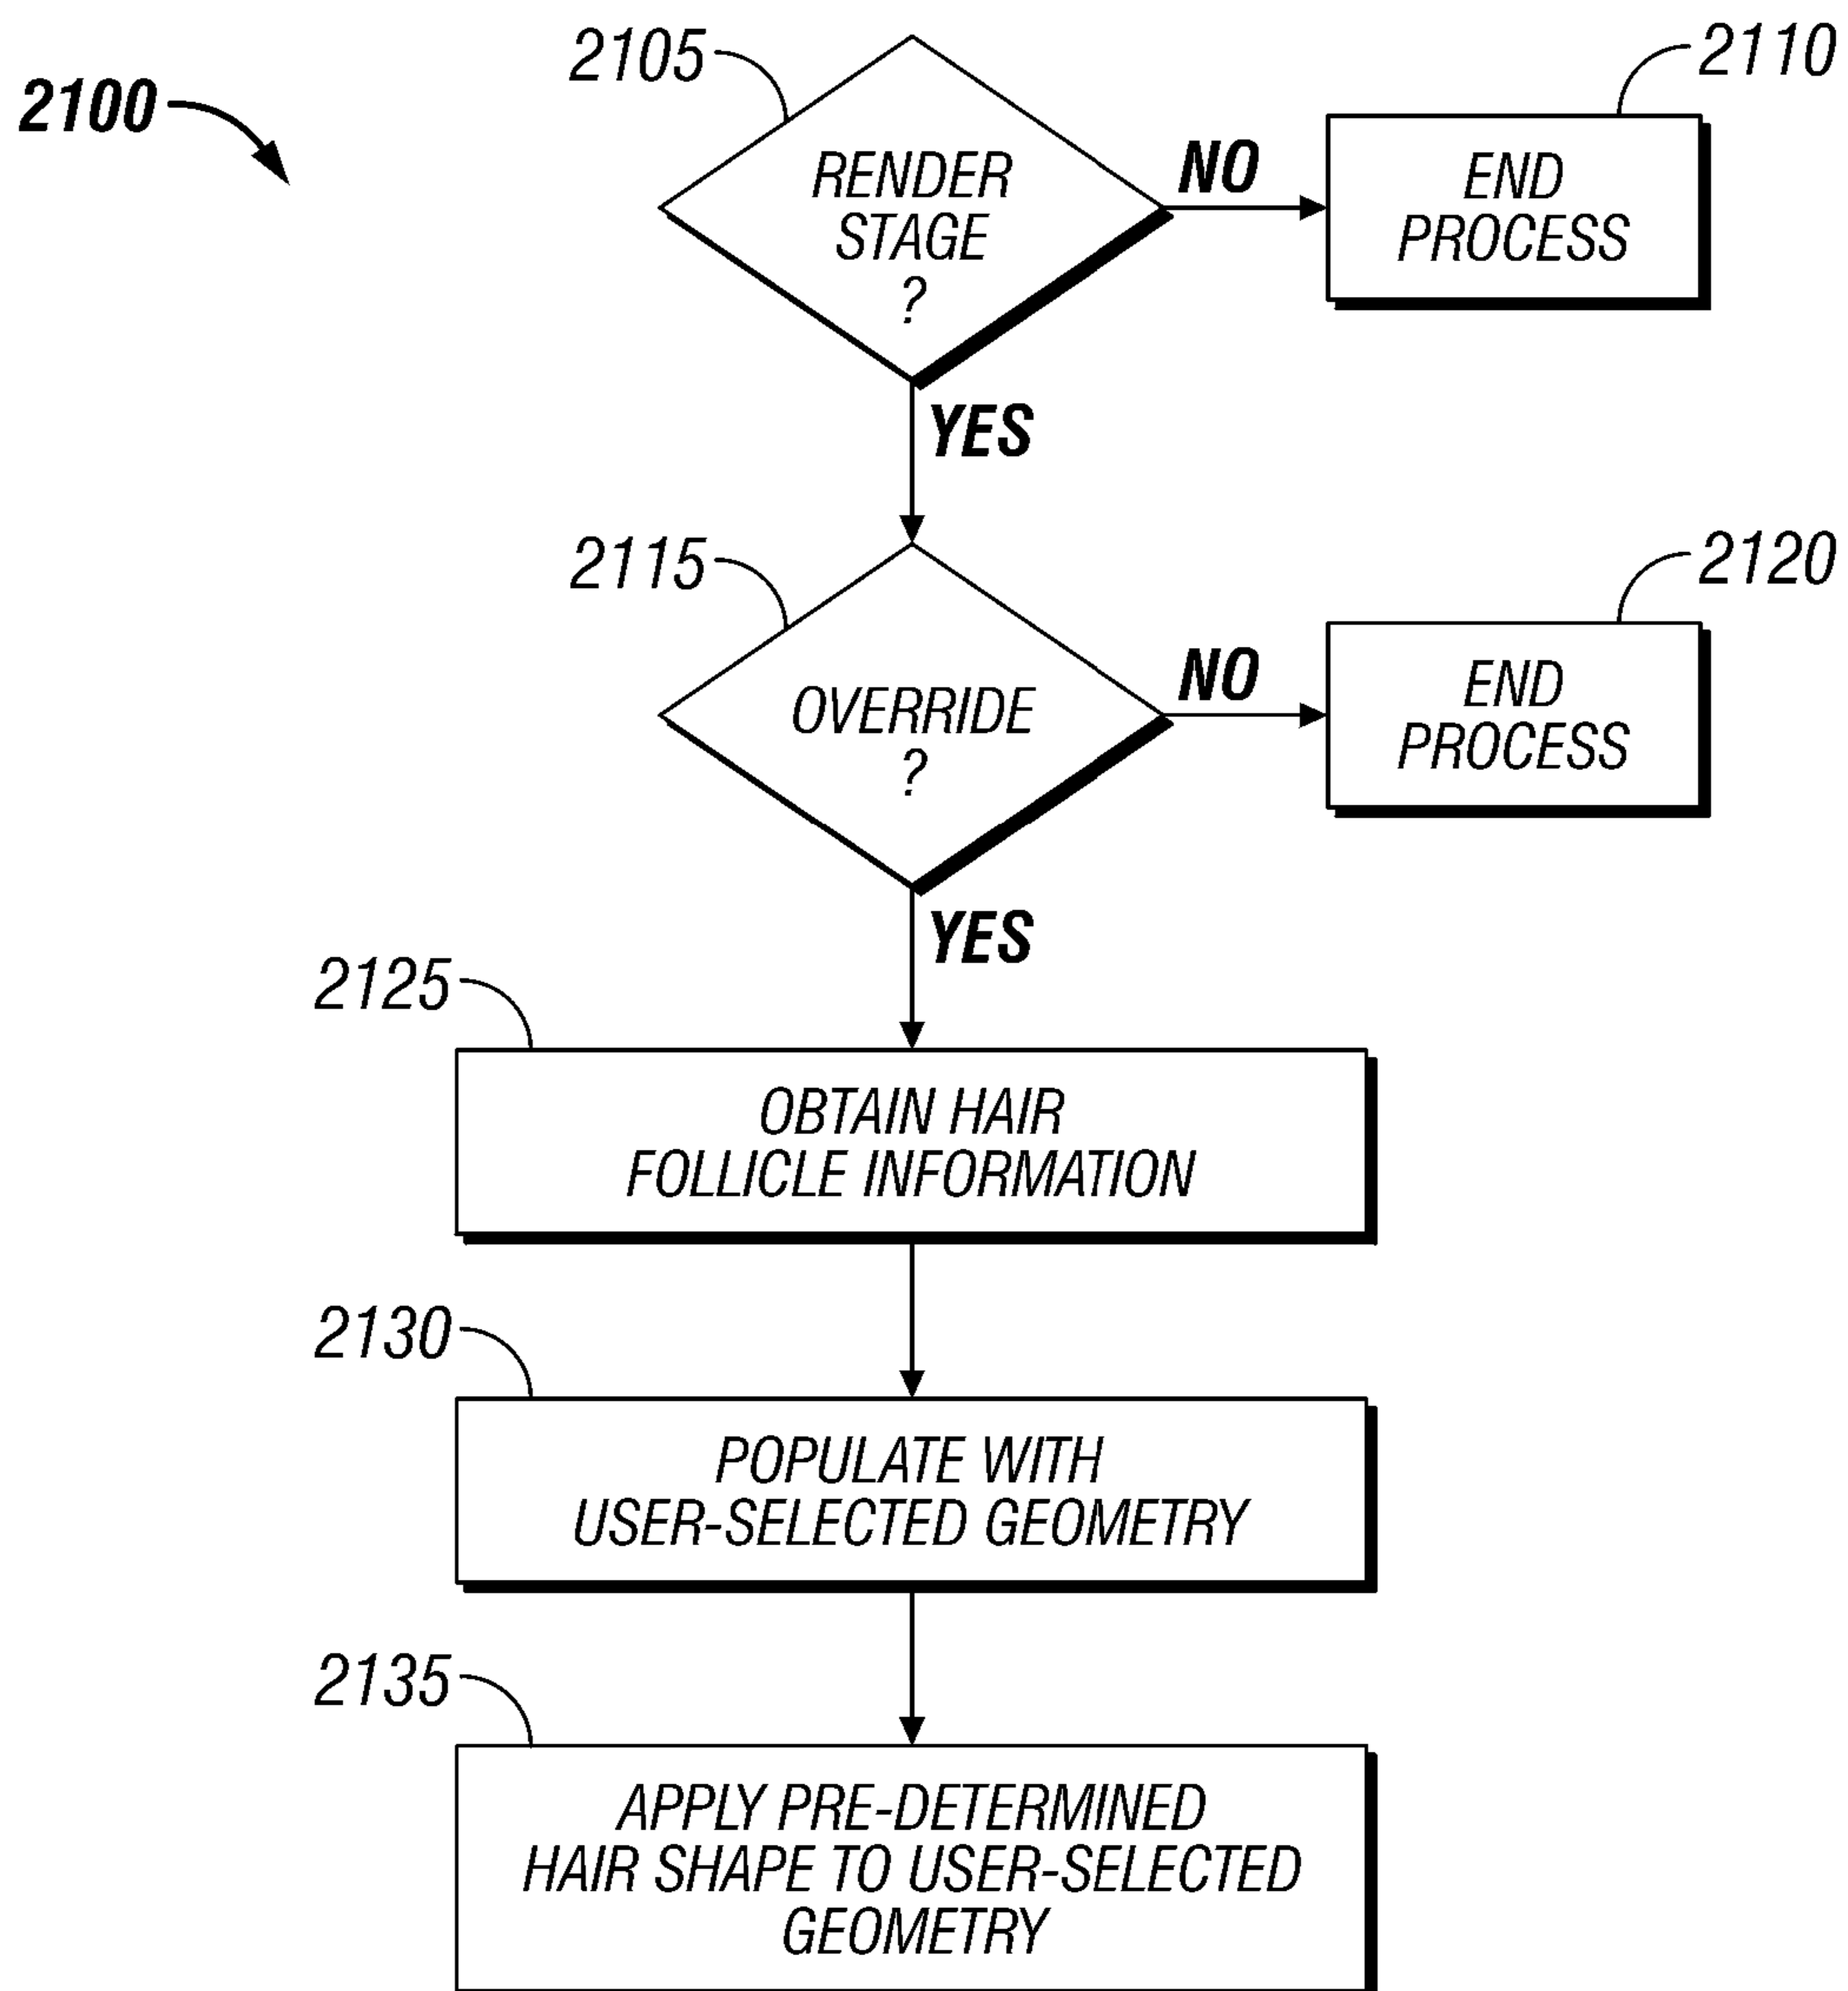 2100
2105
RENDER
STAGE
?
NO
2110
END
PROCESS
YES
2115
OVERRIDE
?
NO
2120
END
PROCESS
YES
2125
OBTAIN HAIR
FOLLICLE INFORMATION
2130
POPULATE WITH
USER-SELECTED GEOMETRY
2135
APPLY PRE-DETERMINED
HAIR SHAPE TO USER-SELECTED
GEOMETRY